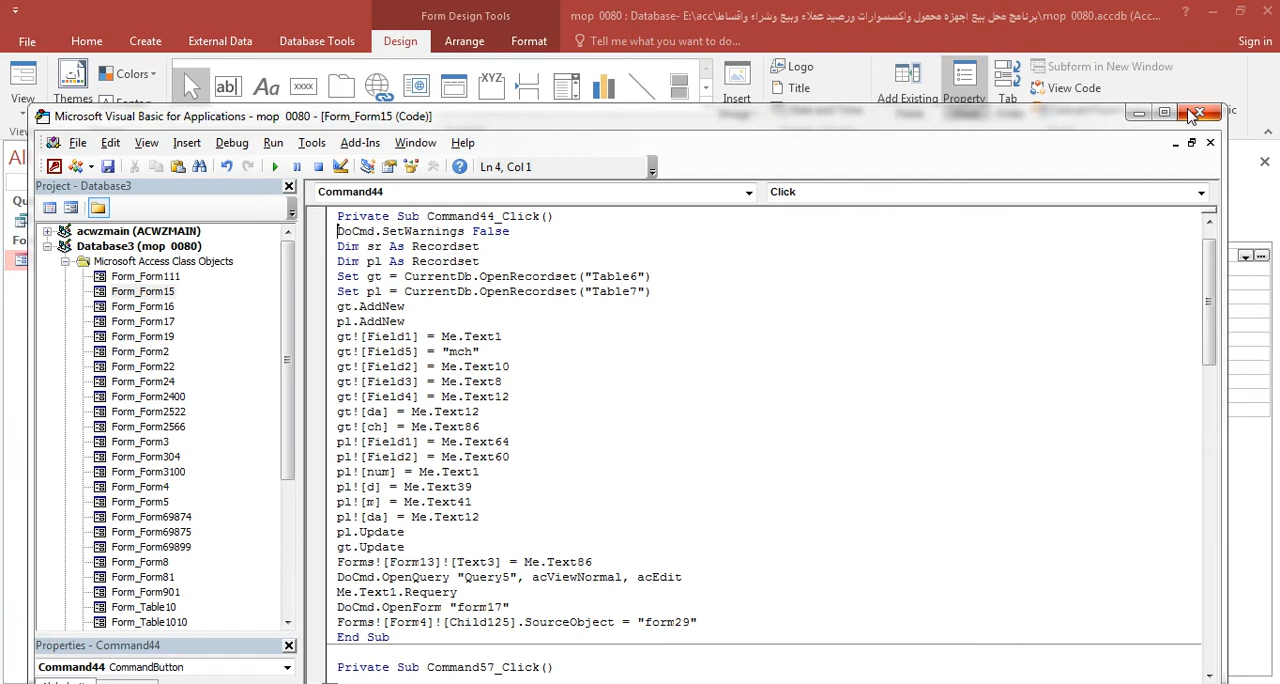 Form Design Tools
mop 0080 : Database- E:\acc\برنامج محل بيع اجهزه محمول واكسسوارات ورصيد عملاء وبيع وشراء وأقساط\mop_0080.accdb (Acc...
?
File
Home
Create
External Data
Database Tools
Design
Arrange
Format
Tell me what you want to do...
Sign in
View
Themes
Colors
ab|
Aa
xxxx
XYZ
Insert
Logo
Title
Add Existing
Property
Tab
Subform in New Window
View Code
Microsoft Visual Basic for Applications - mop 0080 - [Form_Form15 (Code)]
File Edit View Insert Debug Run Tools Add-Ins Window Help
Ln 4, Col 1
Project - Database3
acwzmain (ACWZMAIN)
Database3 (mop 0080)
Microsoft Access Class Objects
Form_Form111
Form_Form15
Form_Form16
Form_Form17
Form_Form19
Form_Form2
Form_Form22
Form_Form24
Form_Form2400
Form_Form2522
Form_Form2566
Form_Form3
Form_Form304
Form_Form3100
Form_Form4
Form_Form5
Form_Form69874
Form_Form69875
Form_Form69899
Form_Form8
Form_Form81
Form_Form901
Form_Table10
Form_Table1010
Properties - Command44
Command44 CommandButton
Command44
Click
Private Sub Command44_Click()
DoCmd.SetWarnings False
Dim sr As Recordset
Dim pl As Recordset
Set gt = CurrentDb.OpenRecordset("Table6")
Set pl = CurrentDb.OpenRecordset("Table7")
gt.AddNew
pl.AddNew
gt![Field1] = Me.Text1
gt![Field5] = "mch"
gt![Field2] = Me.Text10
gt![Field3] = Me.Text8
gt![Field4] = Me.Text12
gt![da] = Me.Text12
gt![ch] = Me.Text86
pl![Field1] = Me.Text64
pl![Field2] = Me.Text60
pl![num] = Me.Text1
pl![d] = Me.Text39
pl![m] = Me.Text41
pl![da] = Me.Text12
pl.Update
gt.Update
Forms![Form13]![Text3] = Me.Text86
DoCmd.OpenQuery "Query5", acViewNormal, acEdit
Me.Text1.Requery
DoCmd.OpenForm "form17"
Forms![Form4]![Child125].SourceObject = "form29"
End Sub
Private Sub Command57_Click()